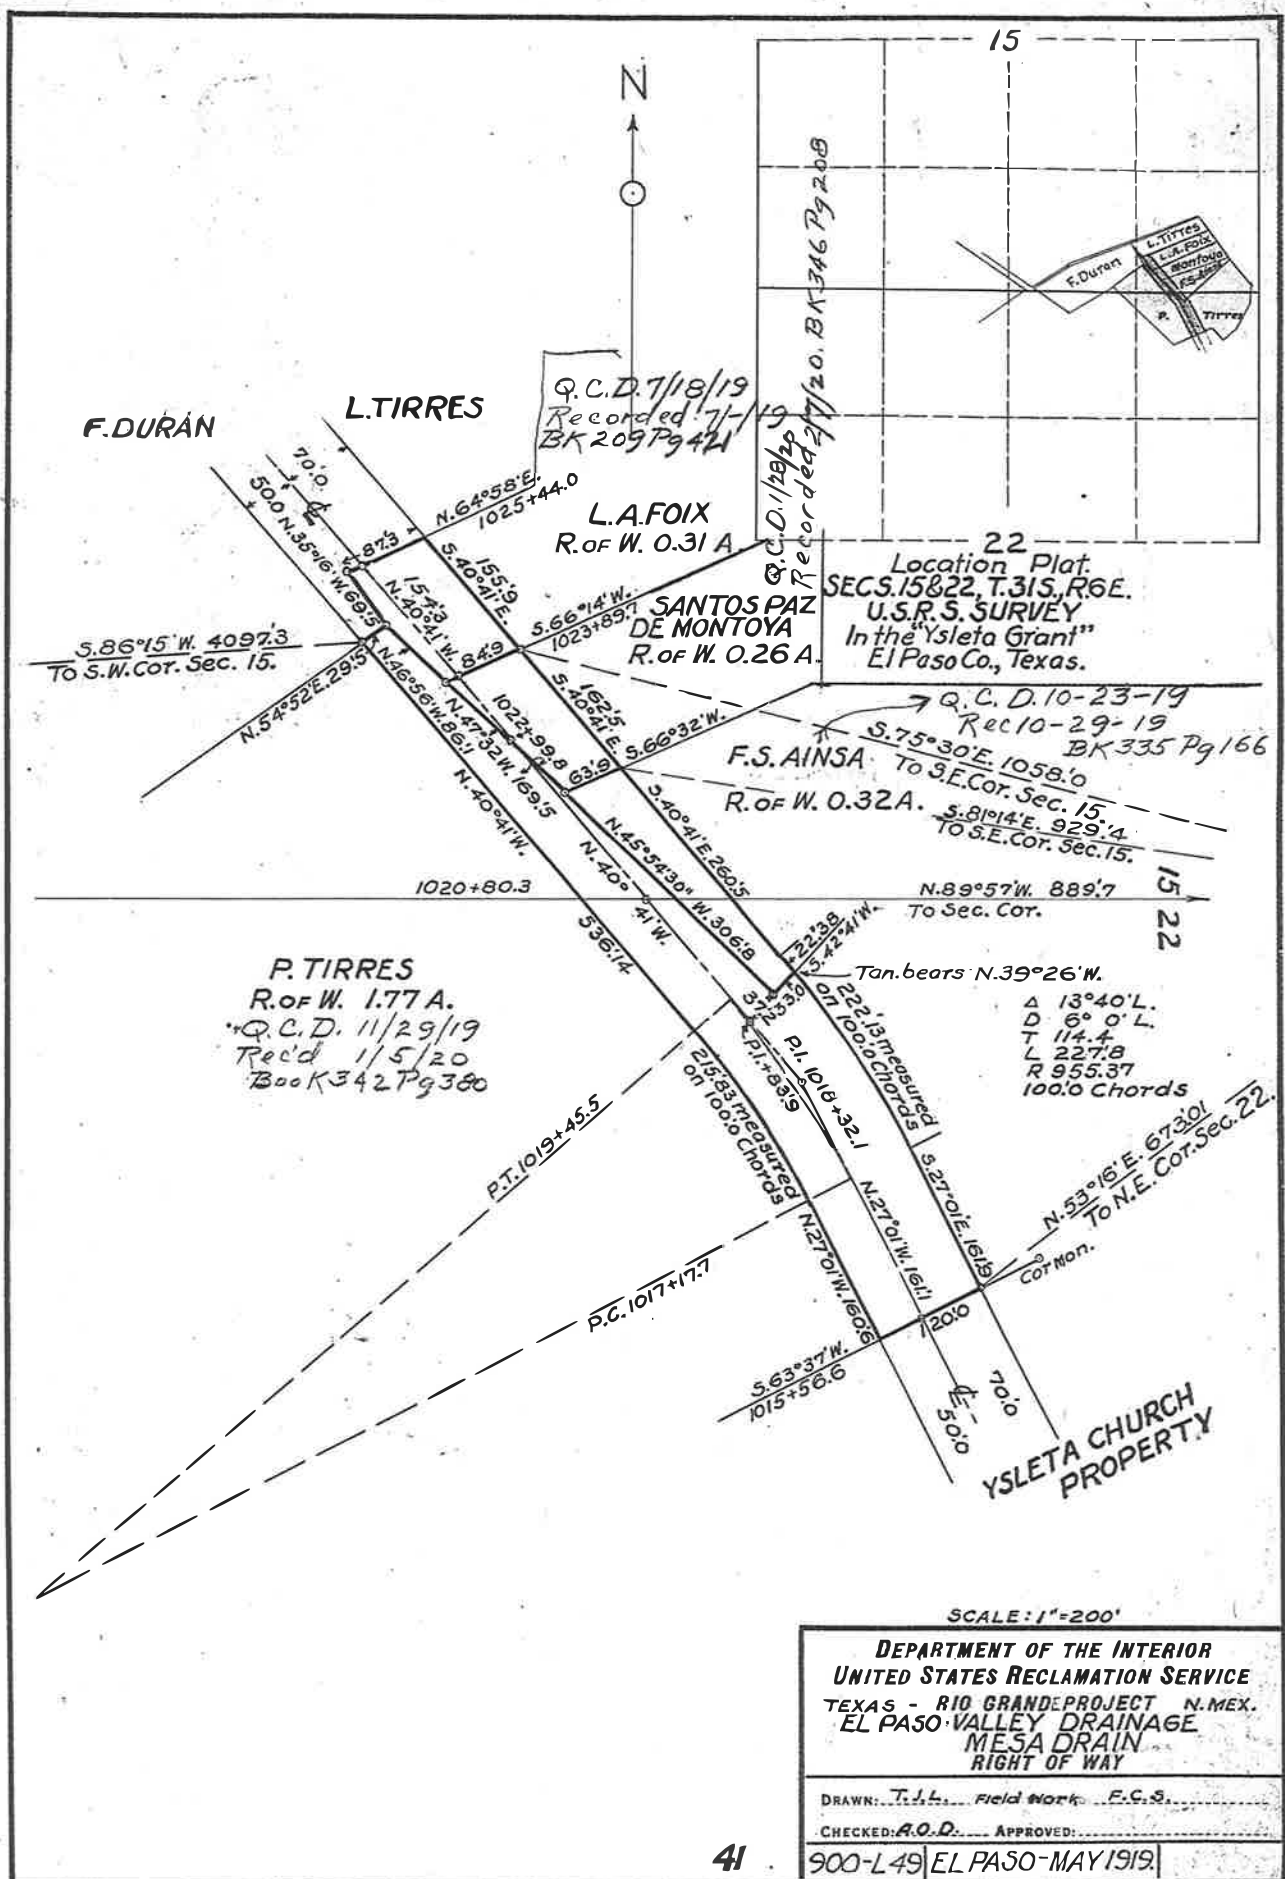 15
N
L. TIRRES
L.A. FOIX
Montoya
F.S. Ainsa
F. Duran
P. Tirres
22
Location Plat.
SECS. 15 & 22, T. 31 S., R. 6 E.
U.S.R.S. SURVEY
In the "Ysleta Grant"
El Paso Co., Texas.
Q.C.D. 1/28/20
Recorded 2/7/20. BK 346 Pg 208
Q.C.D. 7/18/19
Recorded 7/-/19
BK 209 Pg 421
F. DURAN
L. TIRRES
70.0
50.0
℄
N.35°16'W. 69.5
87.3
N.64°58'E.
1025+44.0
L.A. FOIX
R. OF W. 0.31 A.
155.9
S.40°41'E.
154.3
N.40°41'W.
84.9
S.66°14'W.
1023+89.7
SANTOS PAZ
DE MONTOYA
R. OF W. 0.26 A.
S.86°15'W. 4097.3
TO S.W. Cor. Sec. 15.
N.54°52'E. 29.5
N.46°56'W. 86.1
N.47°32'W. 169.5
1022+99.8
162.5
S.40°41'E.
63.9
S.66°32'W.
Q.C.D. 10-23-19
Rec 10-29-19
BK 335 Pg 166
F.S. AINSA
R. OF W. 0.32 A.
S.75°30'E. 1058.0
To S.E. Cor. Sec. 15.
S.81°14'E. 929.4
To S.E. Cor. Sec. 15.
N.40°41'W.
536.14
N.40°
41'W.
N.45°54'30" W. 306.8
S.40°41'E. 260.5
1020+80.3
N.89°57'W. 889.7
To Sec. Cor.
15
22
P. TIRRES
R. OF W. 1.77 A.
Q.C.D. 11/29/19
Rec'd 1/5/20
Book 342 Pg 380
+22.38
S.42°41'W.
37.2
33.0
Tan. bears N.39°26'W.
Δ 13°40'L.
D 6° 0' L.
T 114.4
L 227.8
R 955.37
100.0 Chords
222.13 measured
on 100.0 Chords
P.I. +83.9
P.I. 1018+32.1
215.83 measured
on 100.0 Chords
P.T. 1019+45.5
P.C. 1017+17.7
N.27°01'W. 160.6
N.27°01'W. 161.1
S.27°01'E. 161.9
N.53°16'E. 673.01
To N.E. Cor. Sec. 22.
Cor Mon.
120.0
S.63°37'W.
1015+56.6
℄
50.0
70.0
YSLETA CHURCH
PROPERTY
SCALE: 1"=200'
DEPARTMENT OF THE INTERIOR
UNITED STATES RECLAMATION SERVICE
TEXAS - RIO GRANDE PROJECT N. MEX.
EL PASO VALLEY DRAINAGE
MESA DRAIN
RIGHT OF WAY
DRAWN: T.J.L. Field Work F.C.S.
CHECKED: A.O.D. APPROVED:
900-L49 EL PASO-MAY 1919
41